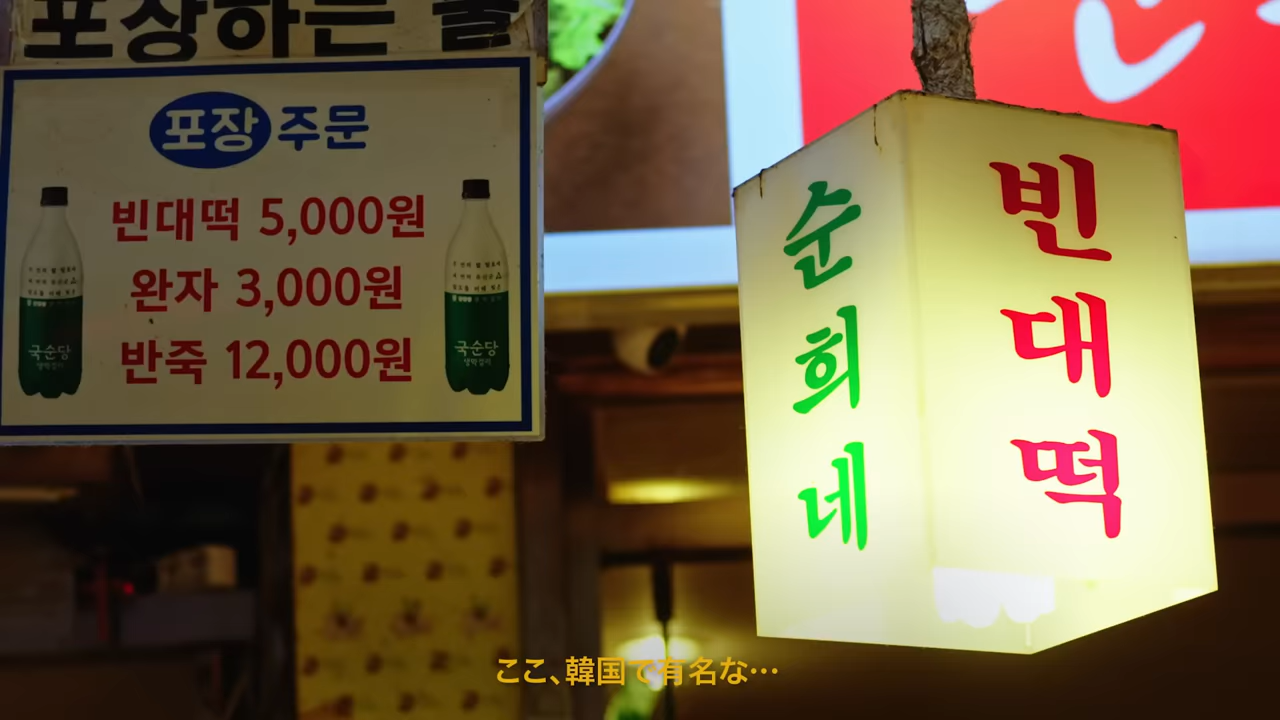 포장하는 곳
포장 주문
빈대떡 5,000원
완자 3,000원
반죽 12,000원
국순당
국순당
순희네
빈대떡
ここ、韓国で有名な…